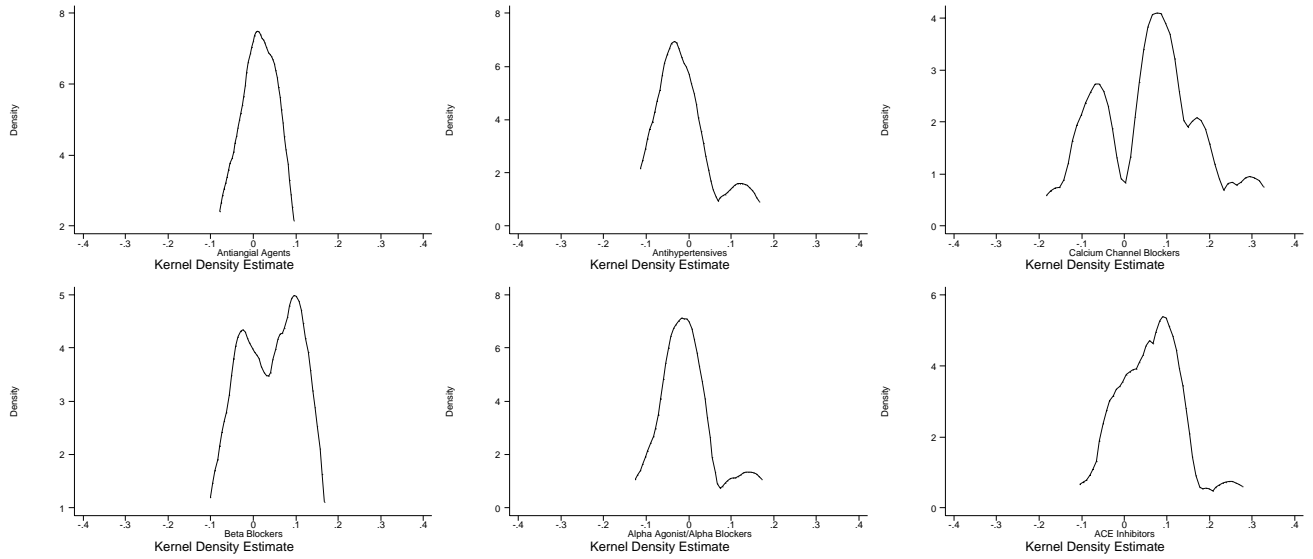 8
6
4
2
Density
-.4 -.3 -.2 -.1 0 .1 .2 .3 .4
Antiangial Agents
Kernel Density Estimate
8
6
4
2
0
Density
-.4 -.3 -.2 -.1 0 .1 .2 .3 .4
Antihypertensives
Kernel Density Estimate
4
3
2
1
0
Density
-.4 -.3 -.2 -.1 0 .1 .2 .3 .4
Calcium Channel Blockers
Kernel Density Estimate
5
4
3
2
1
Density
-.4 -.3 -.2 -.1 0 .1 .2 .3 .4
Beta Blockers
Kernel Density Estimate
8
6
4
2
0
Density
-.4 -.3 -.2 -.1 0 .1 .2 .3 .4
Alpha Agonist/Alpha Blockers
Kernel Density Estimate
6
4
2
0
Density
-.4 -.3 -.2 -.1 0 .1 .2 .3 .4
ACE Inhibitors
Kernel Density Estimate